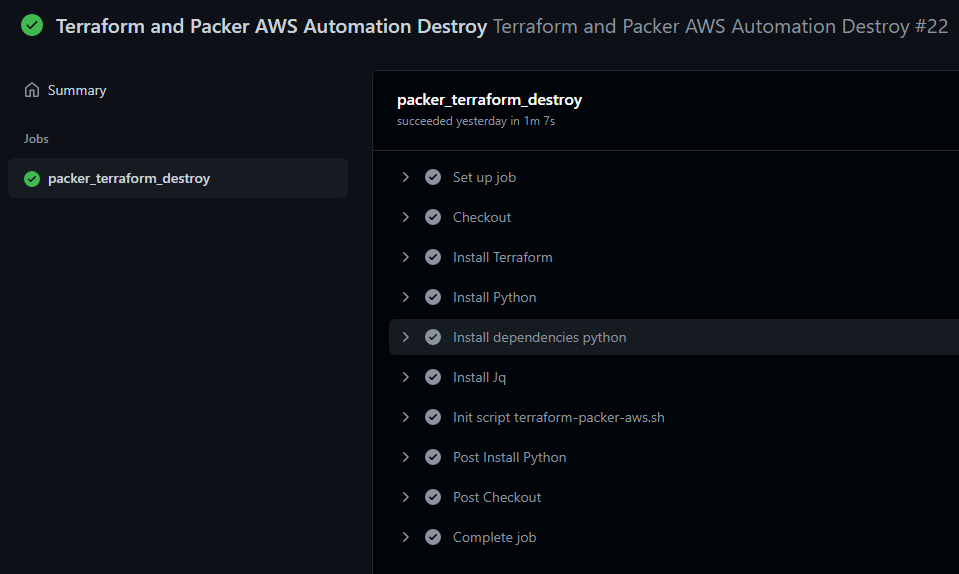 Terraform and Packer AWS Automation Destroy Terraform and Packer AWS Automation Destroy #22
Summary
Jobs
packer_terraform_destroy
packer_terraform_destroy
succeeded yesterday in 1m 7s
Set up job
Checkout
Install Terraform
Install Python
Install dependencies python
Install Jq
Init script terraform-packer-aws.sh
Post Install Python
Post Checkout
Complete job